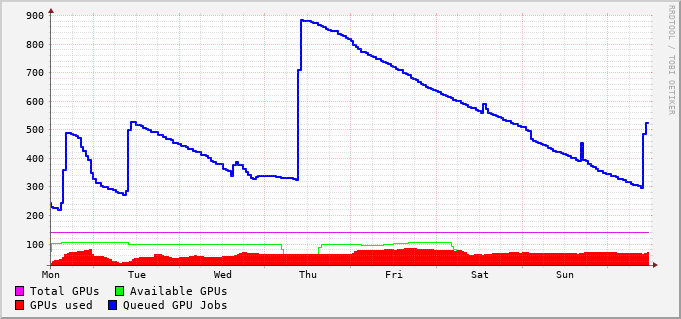 900
800
700
600
500
400
300
200
100
Mon Tue Wed Thu Fri Sat Sun
Total GPUs Available GPUs
GPUs used Queued GPU Jobs
RRDTOOL / TOBI OETIKER